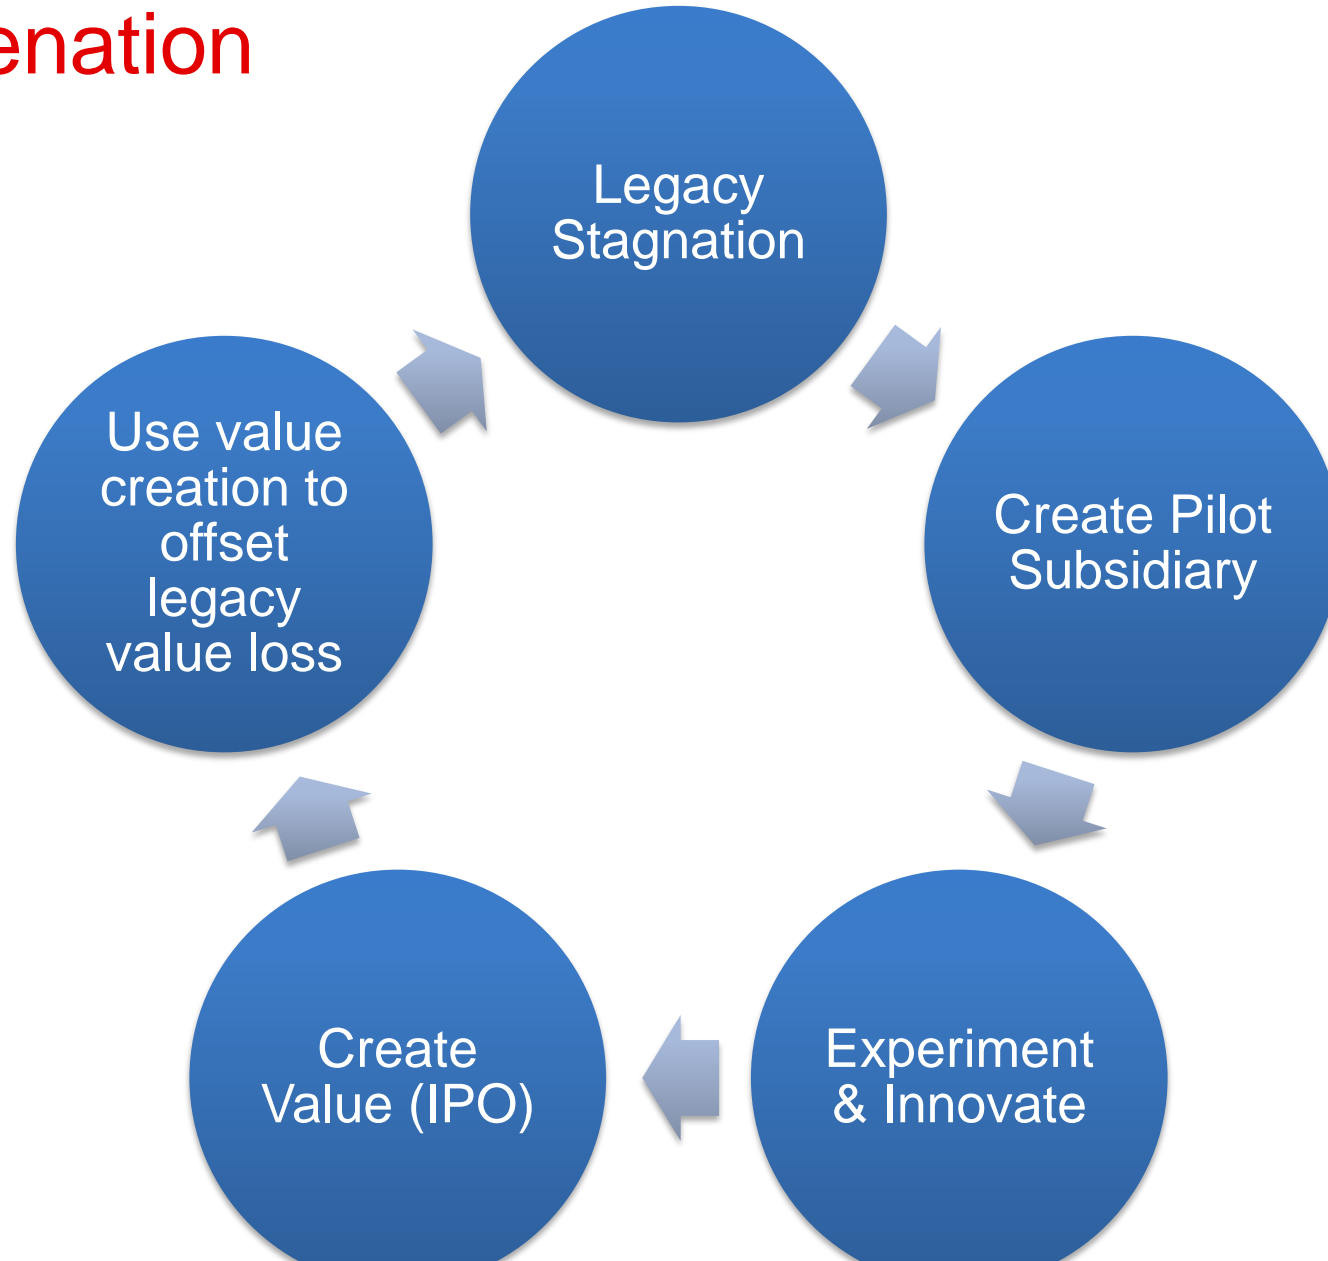 enation
Legacy
Stagnation
Create Pilot
Subsidiary
Experiment
& Innovate
Create
Value (IPO)
Use value
creation to
offset
legacy
value loss